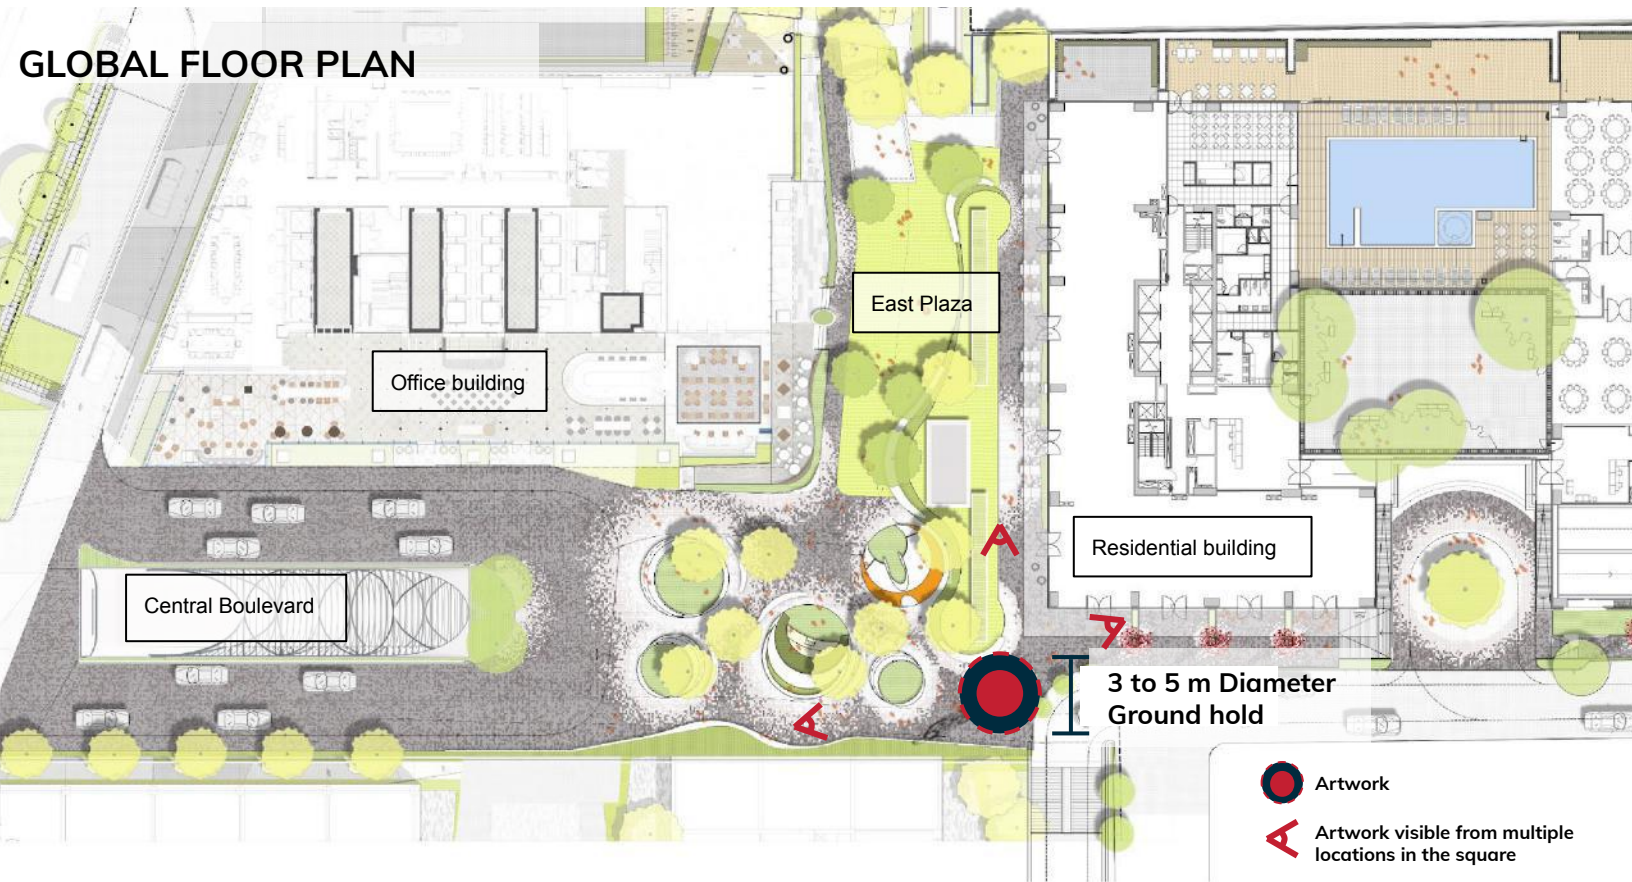 GLOBAL FLOOR PLAN
East Plaza
Office building
Residential building
Central Boulevard
3 to 5 m Diameter
Ground hold
Artwork
Artwork visible from multiple
locations in the square